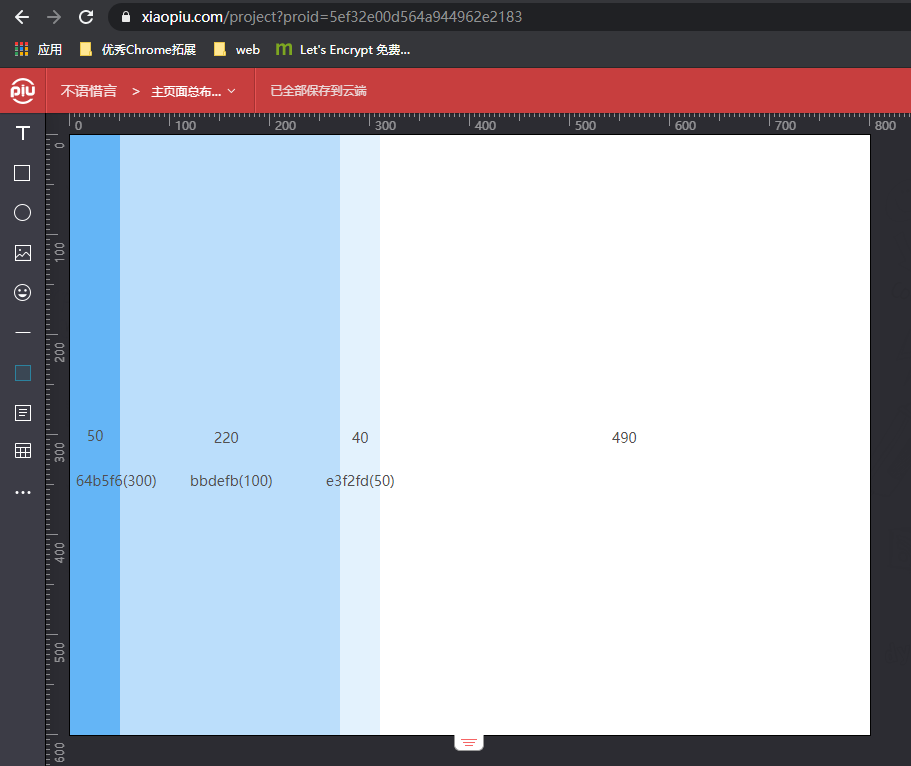 xiaopiu.com/project?proid=5ef32e00d564a944962e2183
应用 优秀Chrome拓展 web m Let's Encrypt 免费...
piu 不语惜言 > 主页面总布... 已全部保存到云端
0 100 200 300 400 500 600 700 800
T
0
100
200
300
400
500
600
50 220 40 490
64b5f6(300) bbdefb(100) e3f2fd(50)